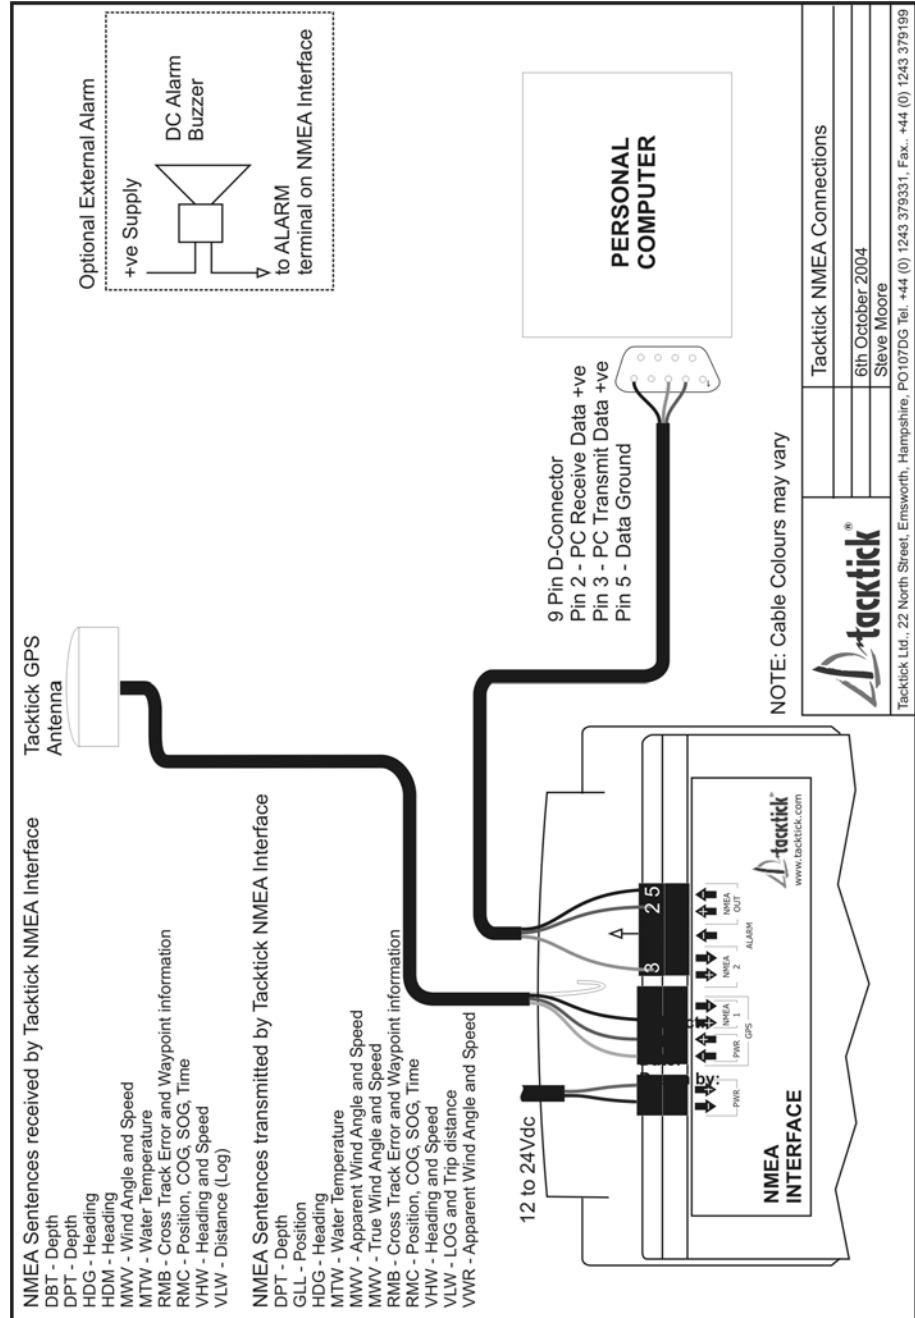 NMEA Sentences received by Tacktick NMEA Interface
DBT - Depth
DPT - Depth
HDG - Heading
HDM - Heading
MWV - Wind Angle and Speed
MTW - Water Temperature
RMB - Cross Track Error and Waypoint information
RMC - Position, COG, SOG, Time
VHW - Heading and Speed
VLW - Distance (Log)
NMEA Sentences transmitted by Tacktick NMEA Interface
DPT - Depth
GLL - Position
HDG - Heading
MTW - Water Temperature
MWV - Apparent Wind Angle and Speed
MWV - True Wind Angle and Speed
RMB - Cross Track Error and Waypoint information
RMC - Position, COG, SOG, Time
VHW - Heading and Speed
VLW - LOG and Trip distance
VWR - Apparent Wind Angle and Speed
Tacktick GPS
Antenna
Optional External Alarm
+ve Supply
DC Alarm
Buzzer
to ALARM
terminal on NMEA Interface
12 to 24Vdc
3
2
5
PWR
PWR
NMEA
1
GPS
NMEA
2
ALARM
NMEA
OUT
NMEA
INTERFACE
tacktick®
www.tacktick.com
9 Pin D-Connector
Pin 2 - PC Receive Data +ve
Pin 3 - PC Transmit Data +ve
Pin 5 - Data Ground
PERSONAL
COMPUTER
NOTE: Cable Colours may vary
tacktick®
Tacktick NMEA Connections
6th October 2004
Steve Moore
Tacktick Ltd., 22 North Street, Emsworth, Hampshire, PO107DG Tel. +44 (0) 1243 379331, Fax.. +44 (0) 1243 379199